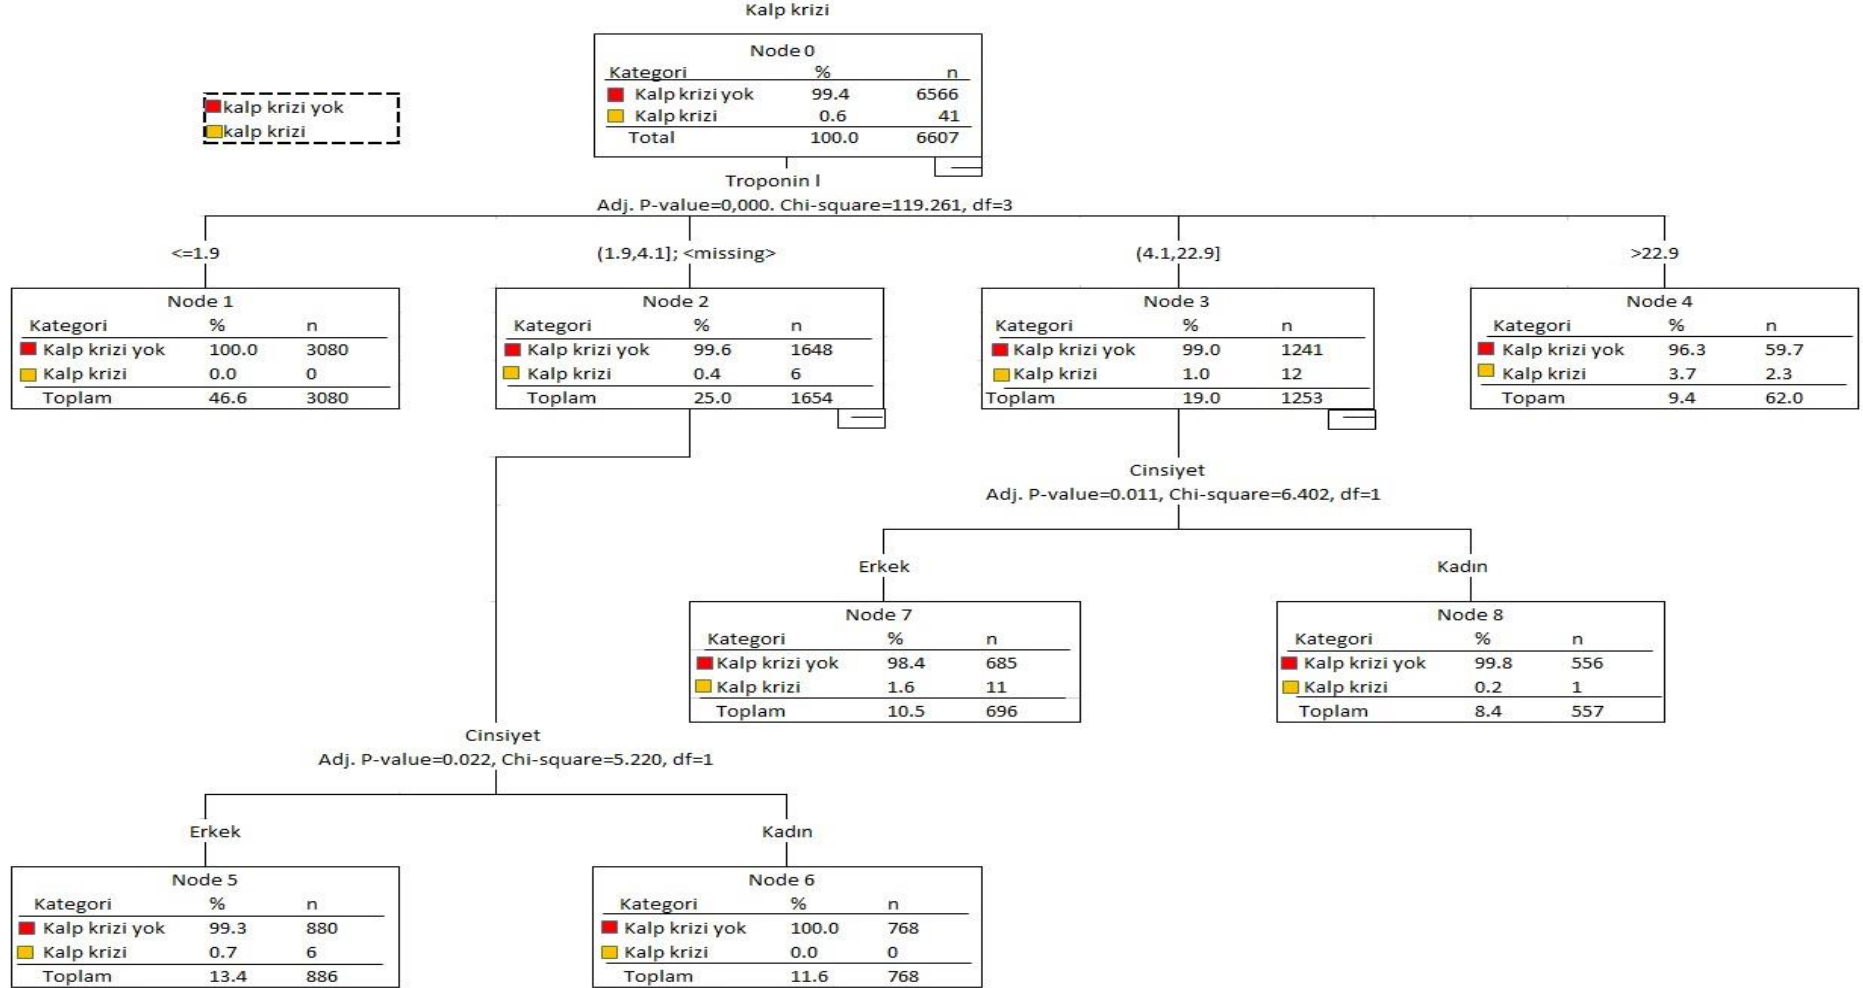 Kalp krizi
Node 0
Kategori % n
Kalp krizi yok 99.4 6566
Kalp krizi 0.6 41
Total 100.0 6607
kalp krizi yok
kalp krizi
Troponin l
Adj. P-value=0,000. Chi-square=119.261, df=3
<=1.9
(1.9,4.1]; <missing>
(4.1,22.9]
>22.9
Node 1
Kategori % n
Kalp krizi yok 100.0 3080
Kalp krizi 0.0 0
Toplam 46.6 3080
Node 2
Kategori % n
Kalp krizi yok 99.6 1648
Kalp krizi 0.4 6
Toplam 25.0 1654
Node 3
Kategori % n
Kalp krizi yok 99.0 1241
Kalp krizi 1.0 12
Toplam 19.0 1253
Node 4
Kategori % n
Kalp krizi yok 96.3 59.7
Kalp krizi 3.7 2.3
Topam 9.4 62.0
Cinsiyet
Adj. P-value=0.011, Chi-square=6.402, df=1
Erkek
Kadın
Node 7
Kategori % n
Kalp krizi yok 98.4 685
Kalp krizi 1.6 11
Toplam 10.5 696
Node 8
Kategori % n
Kalp krizi yok 99.8 556
Kalp krizi 0.2 1
Toplam 8.4 557
Cinsiyet
Adj. P-value=0.022, Chi-square=5.220, df=1
Erkek
Kadın
Node 5
Kategori % n
Kalp krizi yok 99.3 880
Kalp krizi 0.7 6
Toplam 13.4 886
Node 6
Kategori % n
Kalp krizi yok 100.0 768
Kalp krizi 0.0 0
Toplam 11.6 768